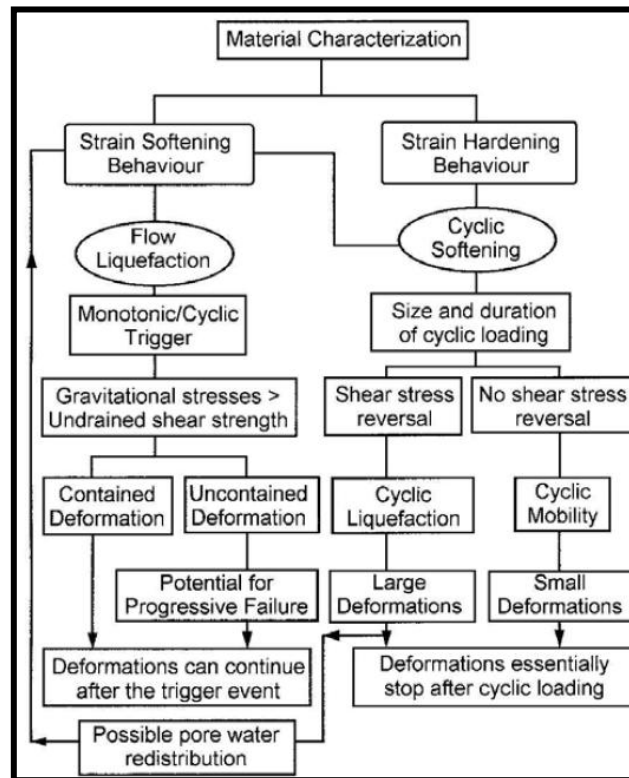 Material Characterization
Strain Softening
Behaviour
Strain Hardening
Behaviour
Flow
Liquefaction
Cyclic
Softening
Monotonic/Cyclic
Trigger
Size and duration
of cyclic loading
Gravitational stresses >
Undrained shear strength
Shear stress
reversal
No shear stress
reversal
Contained
Deformation
Uncontained
Deformation
Cyclic
Liquefaction
Cyclic
Mobility
Potential for
Progressive Failure
Large
Deformations
Small
Deformations
Deformations can continue
after the trigger event
Deformations essentially
stop after cyclic loading
Possible pore water
redistribution